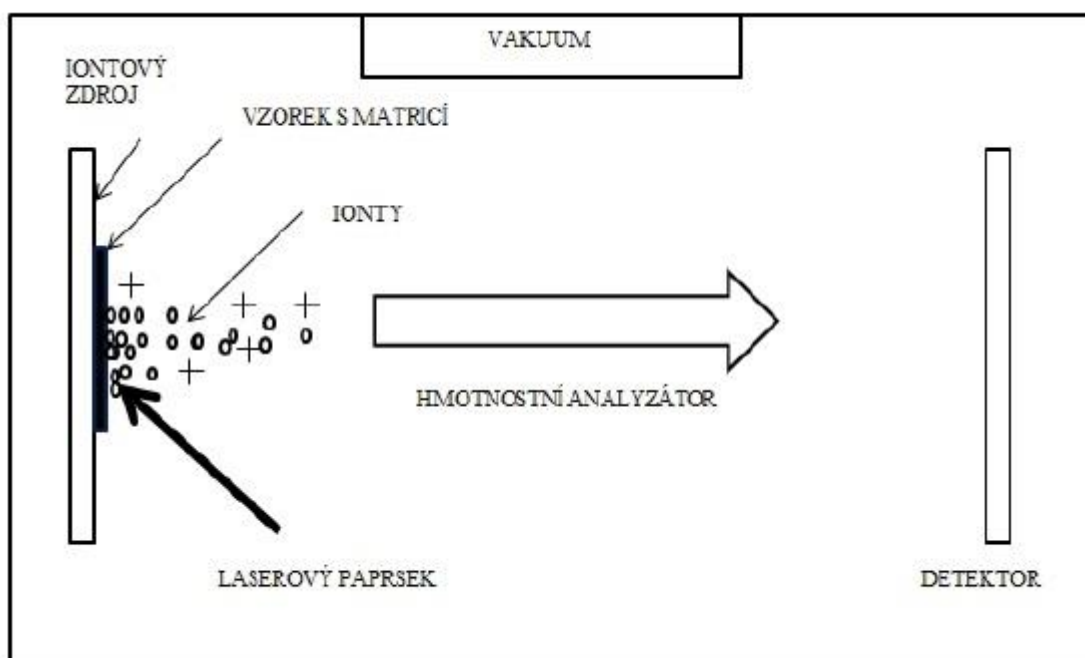 VAKUUM
IONTOVÝ
ZDROJ
VZOREK S MATRICÍ
IONTY
HMOTNOSTNÍ ANALYZÁTOR
LASEROVÝ PAPRSEK
DETEKTOR